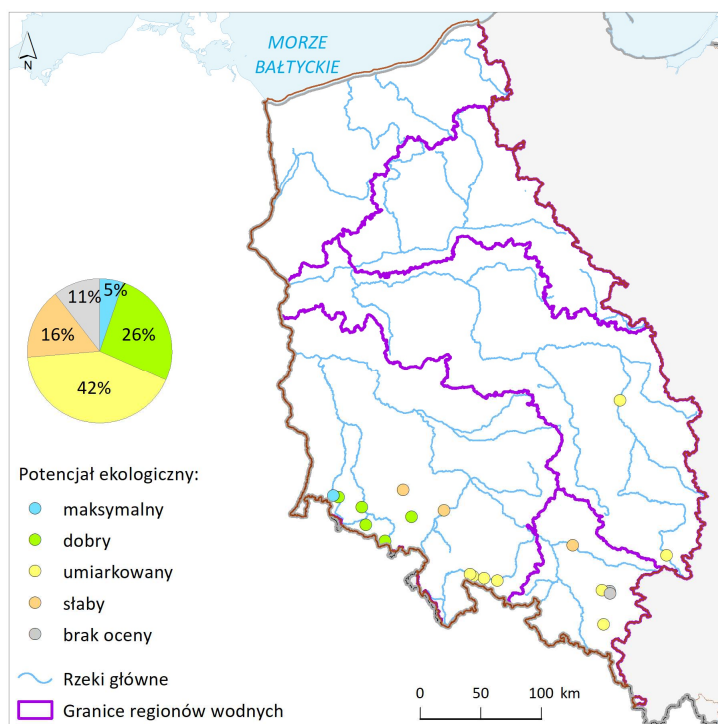 MORZE
BAŁTYCKIE
N
5%
11%
26%
16%
42%
Potencjał ekologiczny:
maksymalny
dobry
umiarkowany
słaby
brak oceny
Rzeki główne
Granice regionów wodnych
0 50 100 km